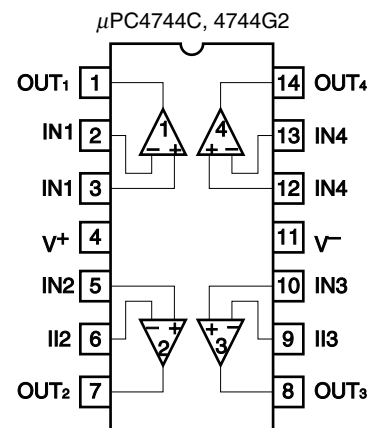 μPC4744C, 4744G2
OUT1 1 14 OUT4
1 4
IN1 2 13 IN4
− + + −
IN1 3 12 IN4
V+ 4 11 V−
IN2 5 10 IN3
− + + −
II2 6 9 II3
2 3
OUT2 7 8 OUT3